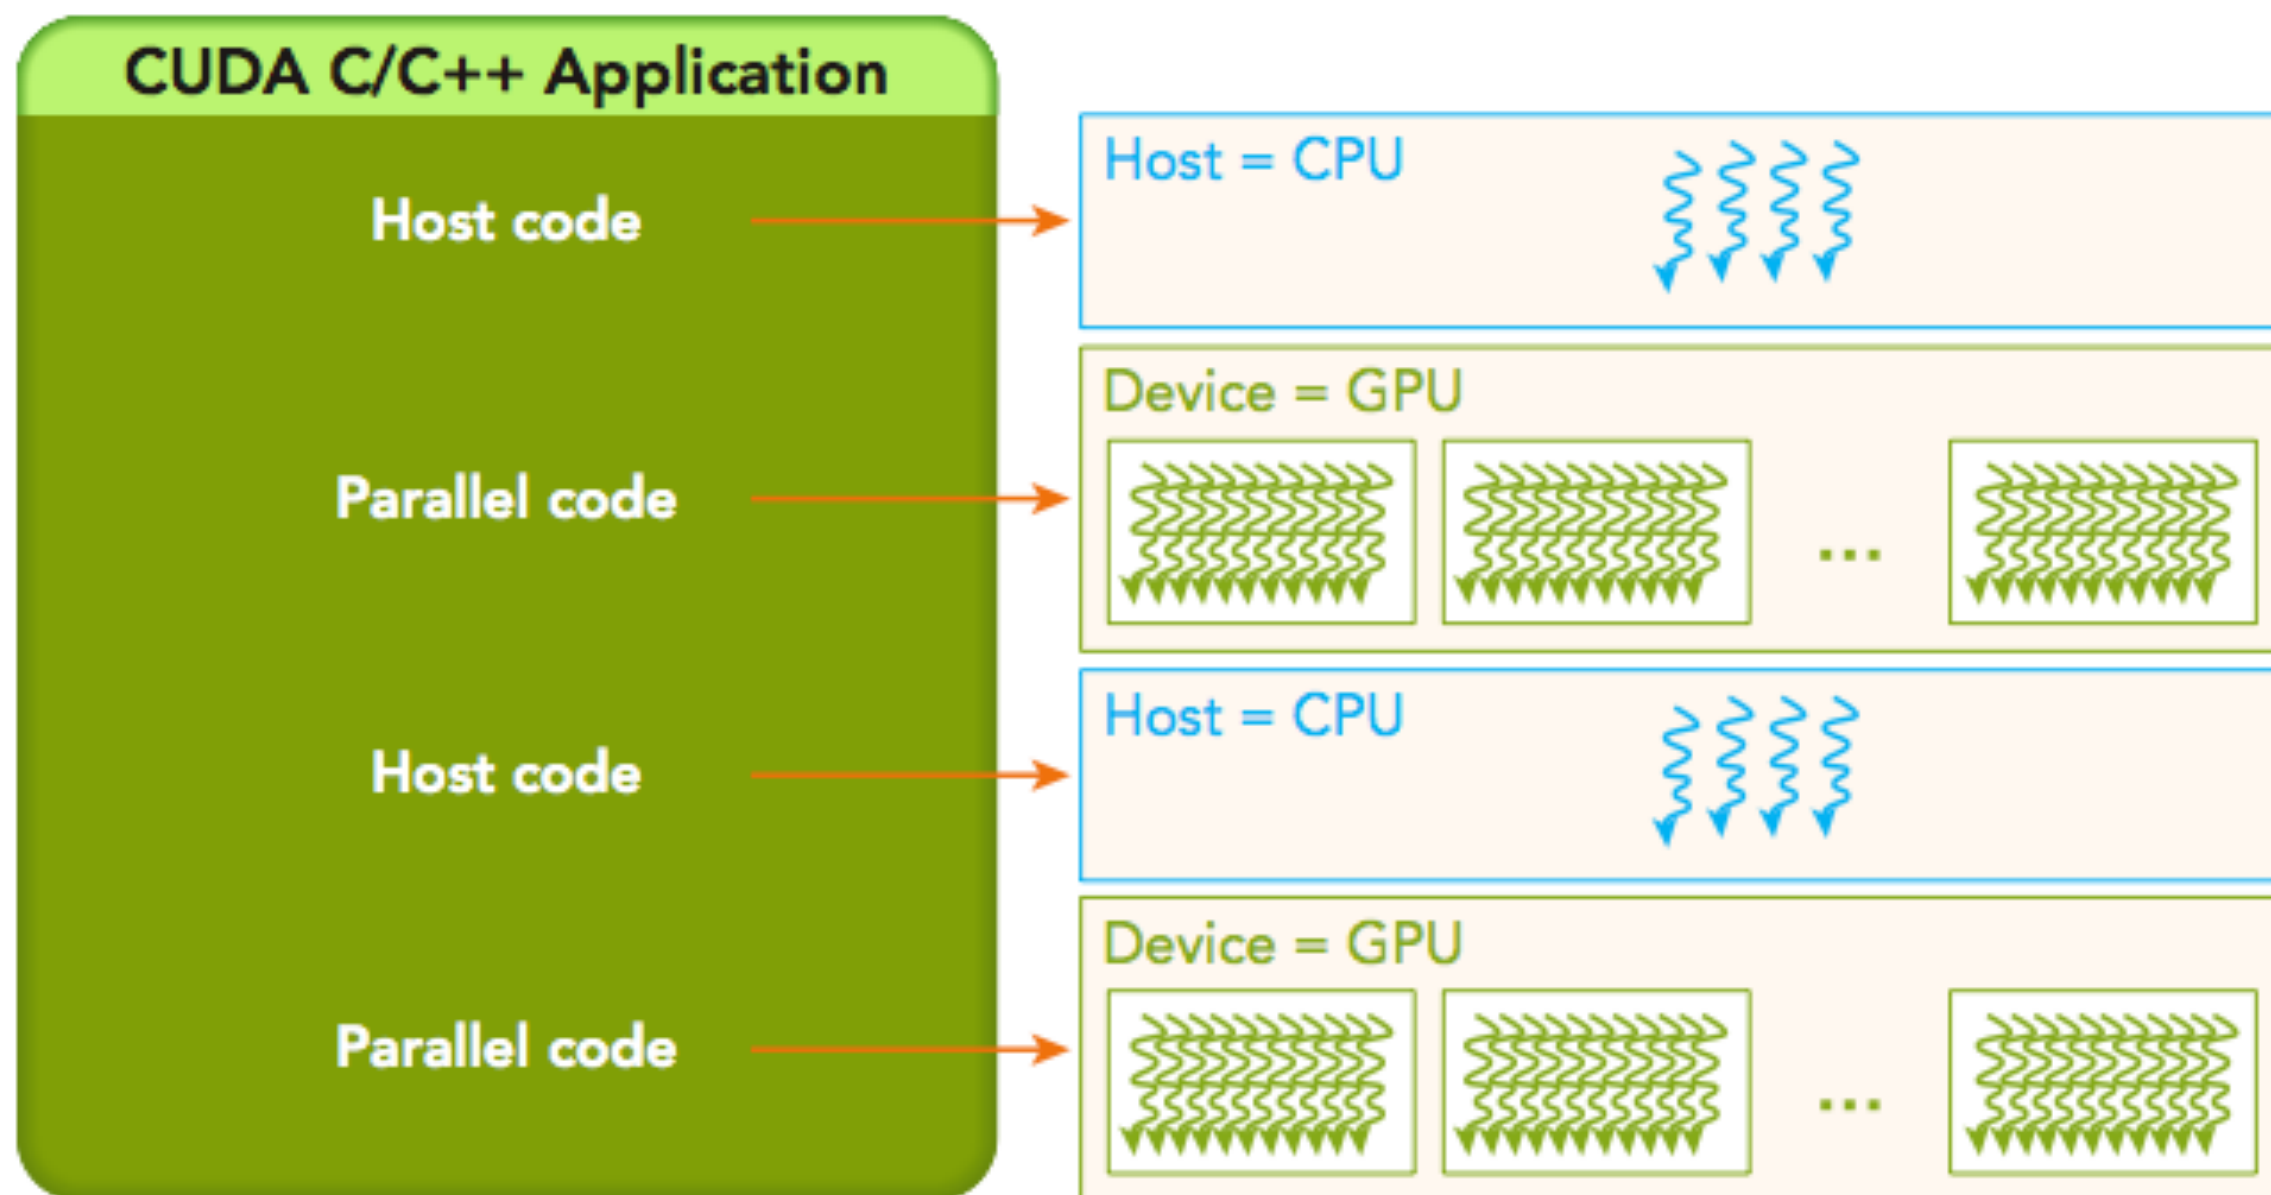 CUDA C/C++ Application
Host code
Host = CPU
Parallel code
Device = GPU
...
Host code
Host = CPU
Parallel code
Device = GPU
...